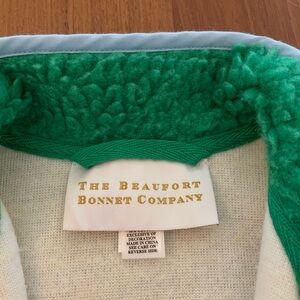 THE BEAUFORT
BONNET COMPANY
EXCLUSIVE OF
DECORATION
MADE IN CHINA
SEE CARE ON
REVERSE SIDE